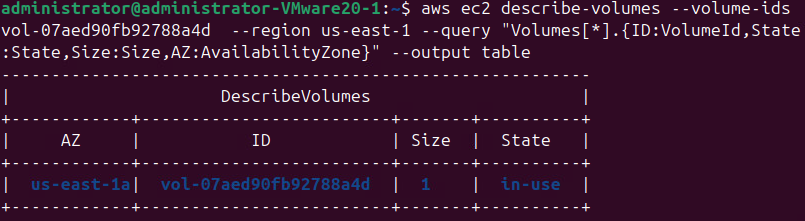 administrator@administrator-VMware20-1:~$ aws ec2 describe-volumes --volume-ids
vol-07aed90fb92788a4d  --region us-east-1 --query "Volumes[*].{ID:VolumeId,State
:State,Size:Size,AZ:AvailabilityZone}" --output table
-------------------------------------------------------
|                   DescribeVolumes                   |
+------------+------------------------+-------+----------+
|     AZ     |           ID           | Size  |  State   |
+------------+------------------------+-------+----------+
|  us-east-1a|  vol-07aed90fb92788a4d |  1    |  in-use  |
+------------+------------------------+-------+----------+